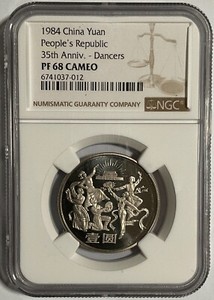 1984 China Yuan
People's Republic
35th Anniv. - Dancers
PF 68 CAMEO
6741037-012
NUMISMATIC GUARANTY COMPANY
NGC
壹圆